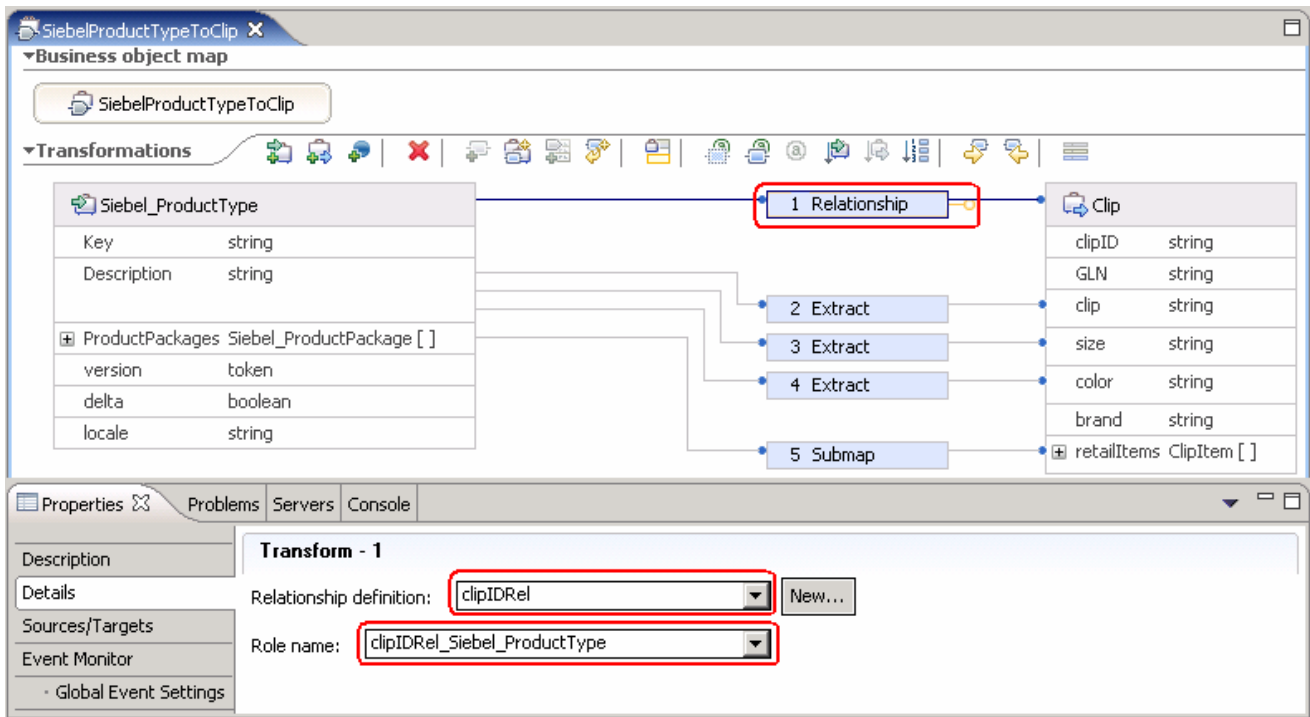 SiebelProductTypeToClip
Business object map
SiebelProductTypeToClip
Transformations
Siebel_ProductType
1 Relationship
Clip
Key string
clipID string
Description string
GLN string
2 Extract
clip string
ProductPackages Siebel_ProductPackage [ ]
3 Extract
size string
version token
4 Extract
color string
delta boolean
brand string
locale string
5 Submap
retailItems ClipItem [ ]
Properties Problems Servers Console
Description
Transform - 1
Details
Relationship definition: clipIDRel New...
Sources/Targets
Role name: clipIDRel_Siebel_ProductType
Event Monitor
Global Event Settings